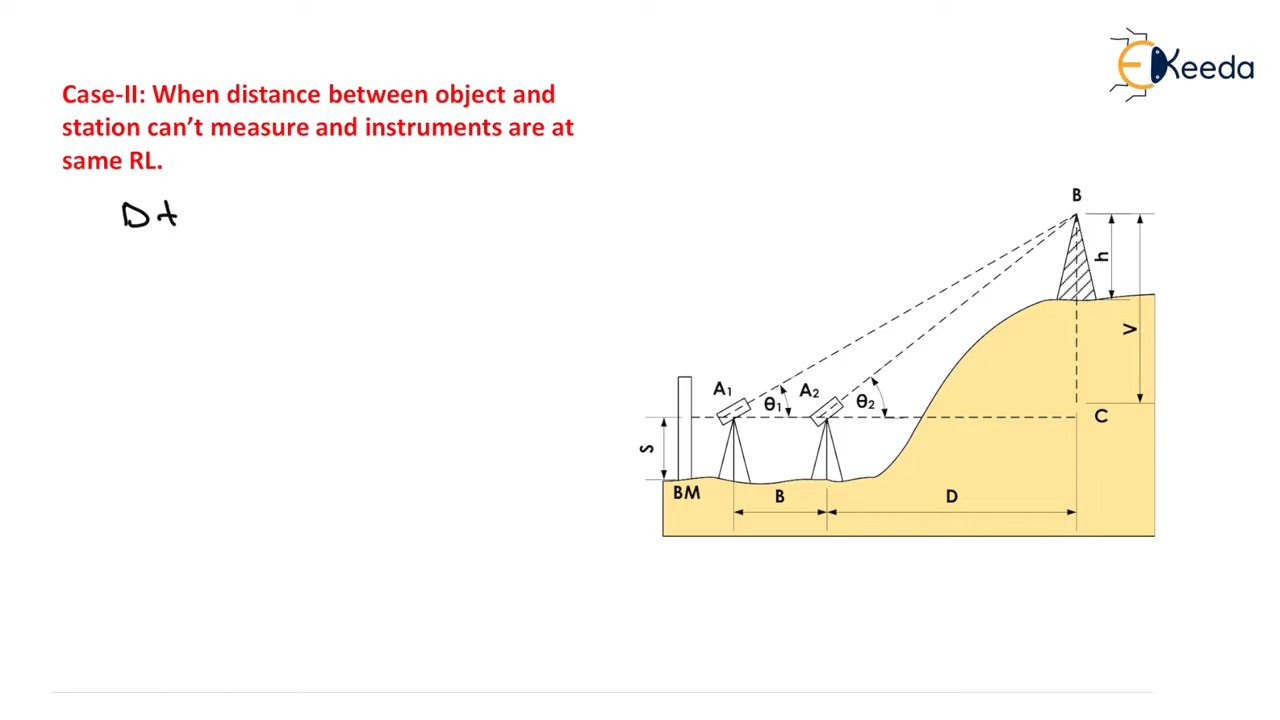 EKeeda
Case-II: When distance between object and
station can't measure and instruments are at
same RL.
D+
B
h
V
A1
A2
θ1
θ2
C
S
BM
B
D